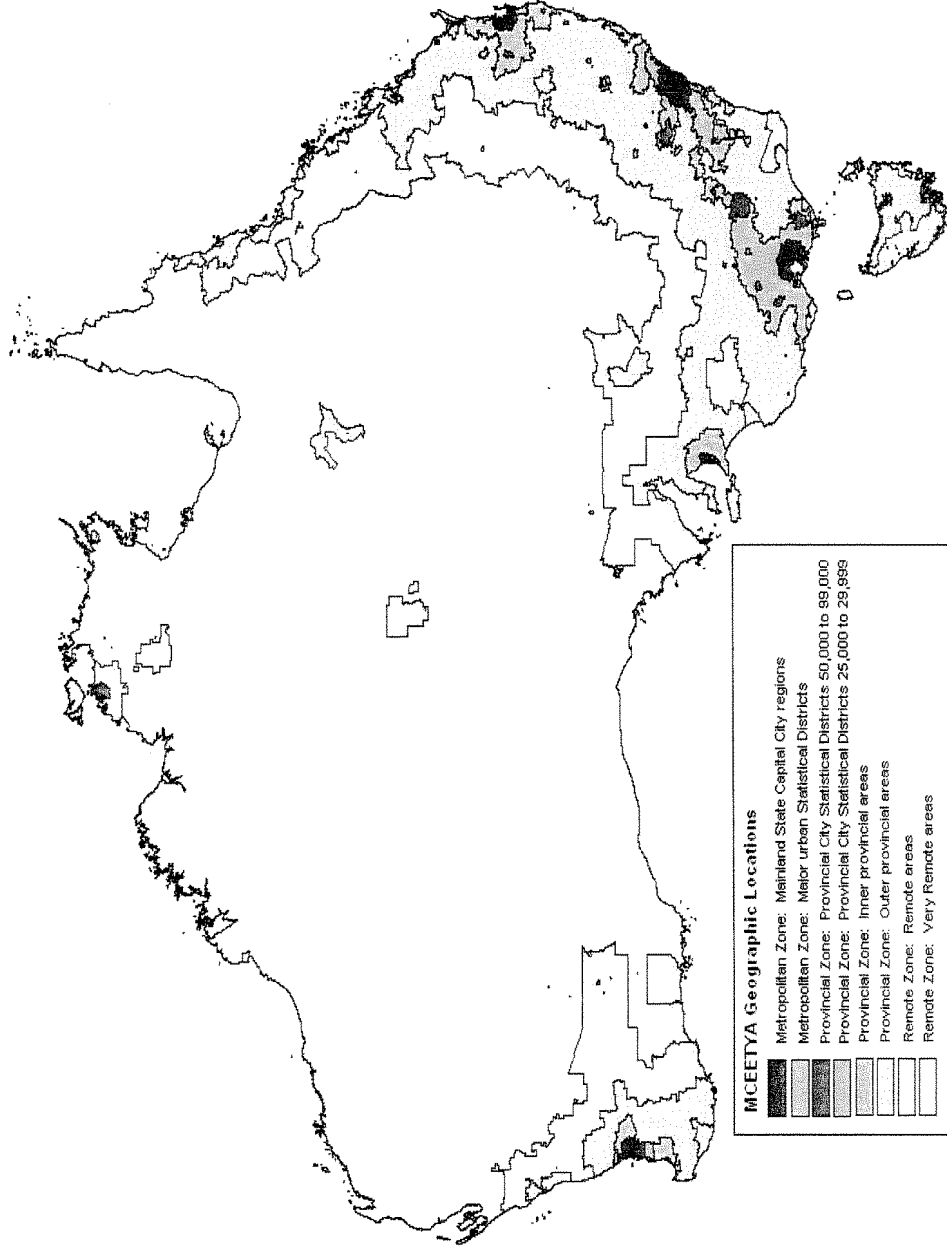 MCEETYA Geographic Locations
Metropolitan Zone: Mainland State Capital City regions
Metropolitan Zone: Major urban Statistical Districts
Provincial Zone: Provincial City Statistical Districts 50,000 to 99,000
Provincial Zone: Provincial City Statistical Districts 25,000 to 29,999
Provincial Zone: Inner provincial areas
Provincial Zone: Outer provincial areas
Remote Zone: Remote areas
Remote Zone: Very Remote areas